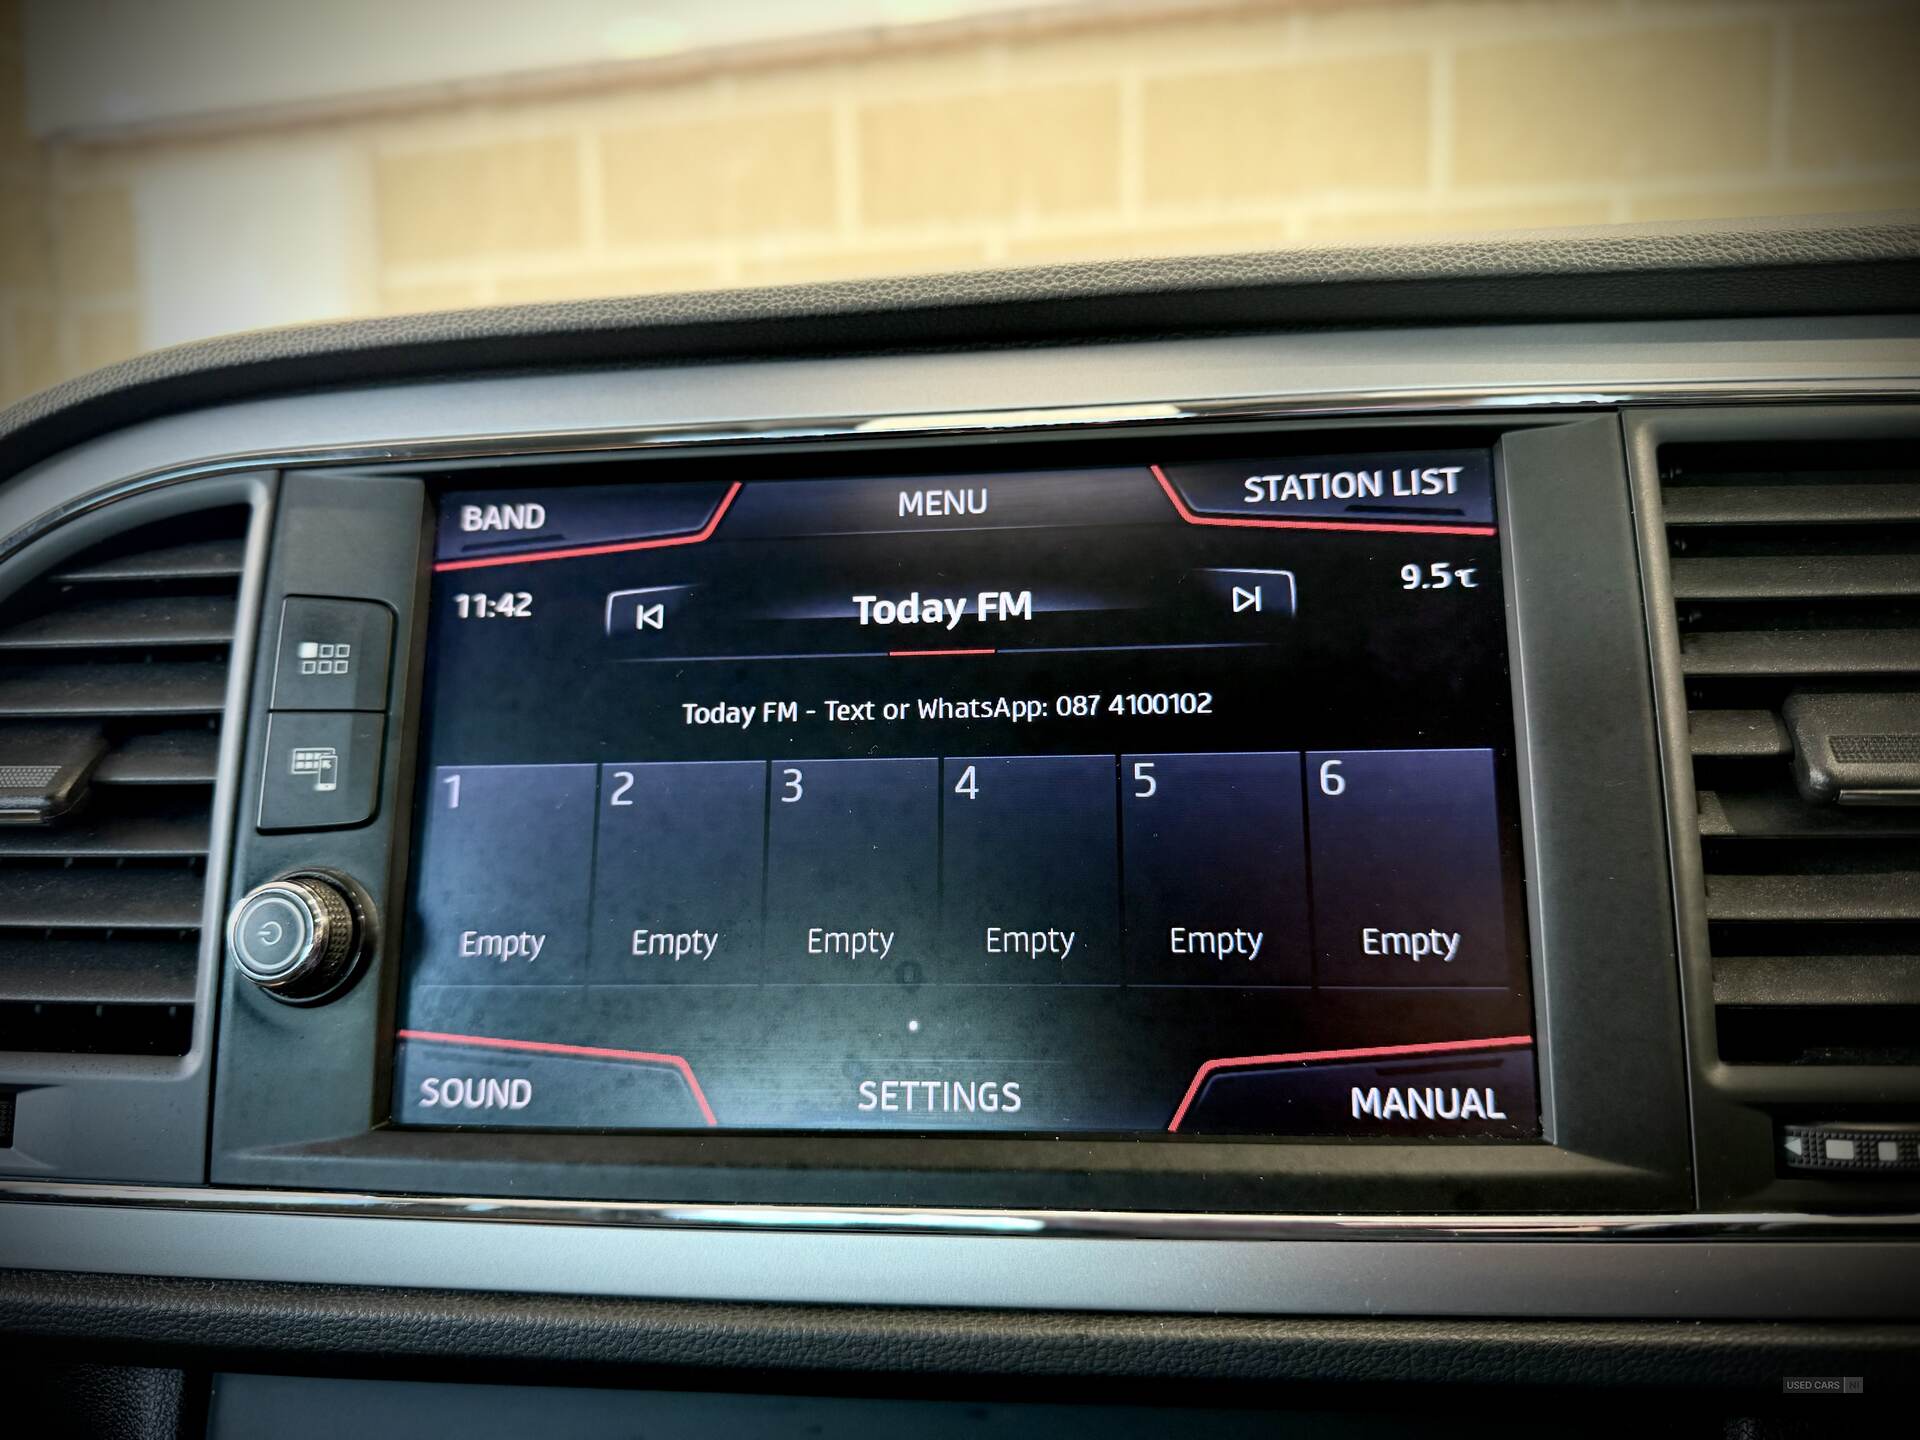 BAND
MENU
STATION LIST
11:42
Today FM
9.5℃
Today FM - Text or WhatsApp: 087 4100102
1
2
3
4
5
6
Empty
Empty
Empty
Empty
Empty
Empty
SOUND
SETTINGS
MANUAL
USED CARS NI